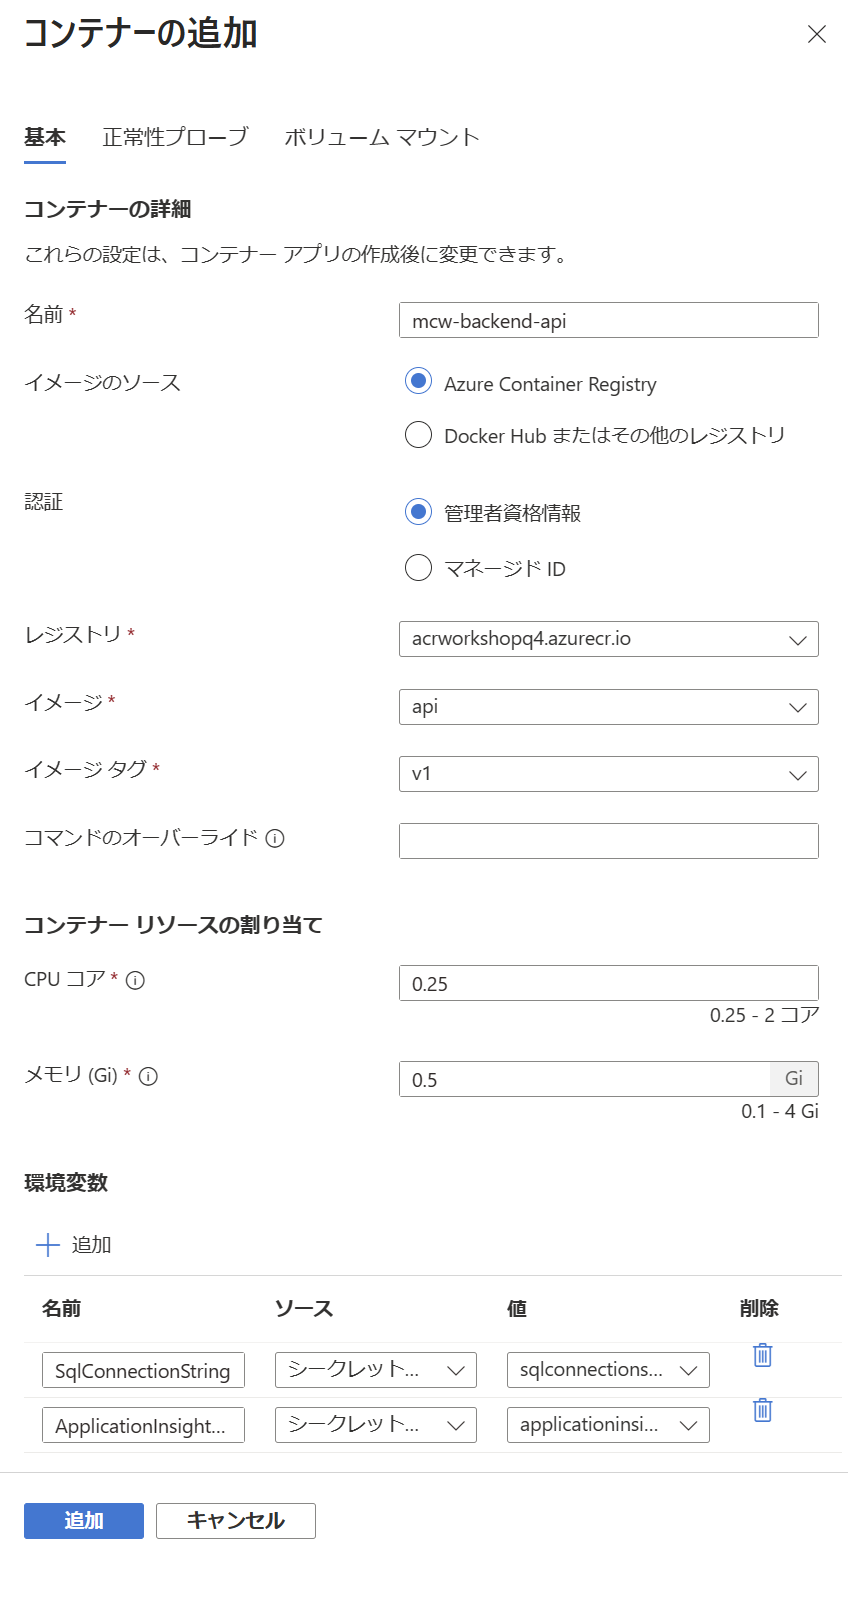 コンテナーの追加
基本 正常性プローブ ボリューム マウント
コンテナーの詳細
これらの設定は、コンテナー アプリの作成後に変更できます。
名前 * mcw-backend-api
イメージのソース Azure Container Registry
Docker Hub またはその他のレジストリ
認証 管理者資格情報
マネージド ID
レジストリ * acrworkshopq4.azurecr.io
イメージ * api
イメージ タグ * v1
コマンドのオーバーライド
コンテナー リソースの割り当て
CPU コア * 0.25
0.25 - 2 コア
メモリ (Gi) * 0.5 Gi
0.1 - 4 Gi
環境変数
追加
名前 ソース 値 削除
SqlConnectionString シークレット... sqlconnections...
ApplicationInsight... シークレット... applicationinsi...
追加 キャンセル